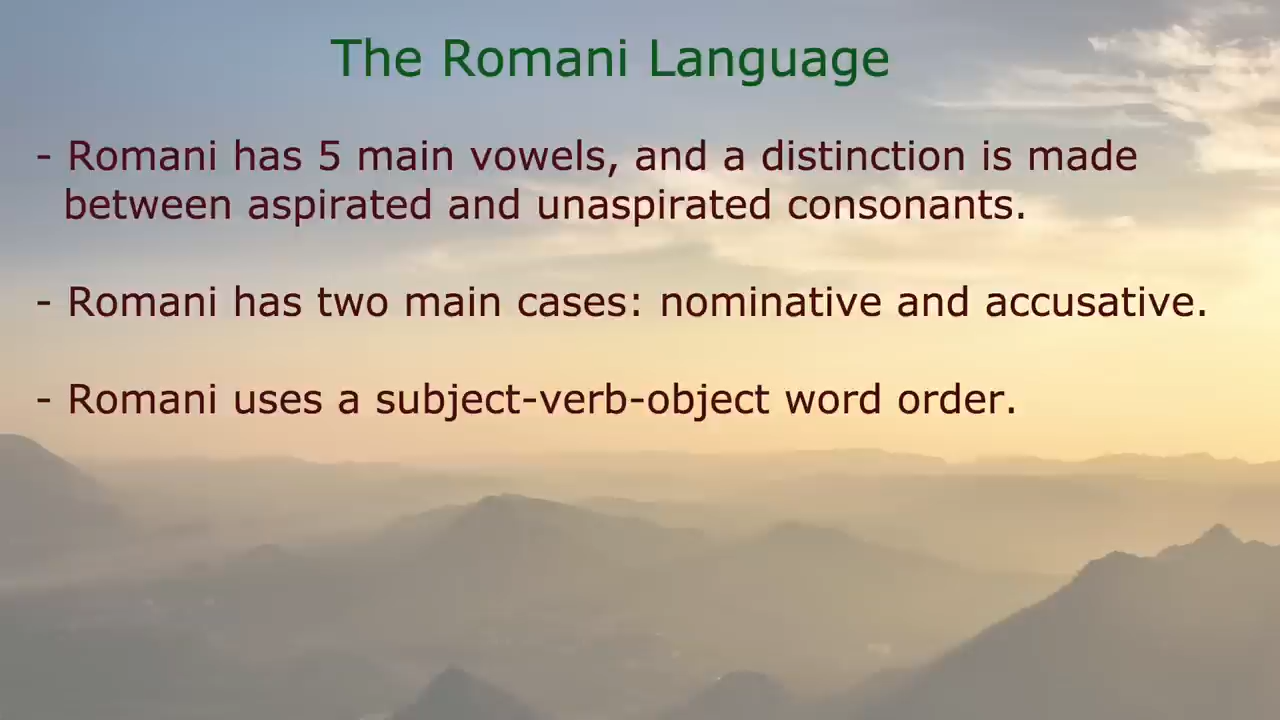 The Romani Language
- Romani has 5 main vowels, and a distinction is made
between aspirated and unaspirated consonants.
- Romani has two main cases: nominative and accusative.
- Romani uses a subject-verb-object word order.